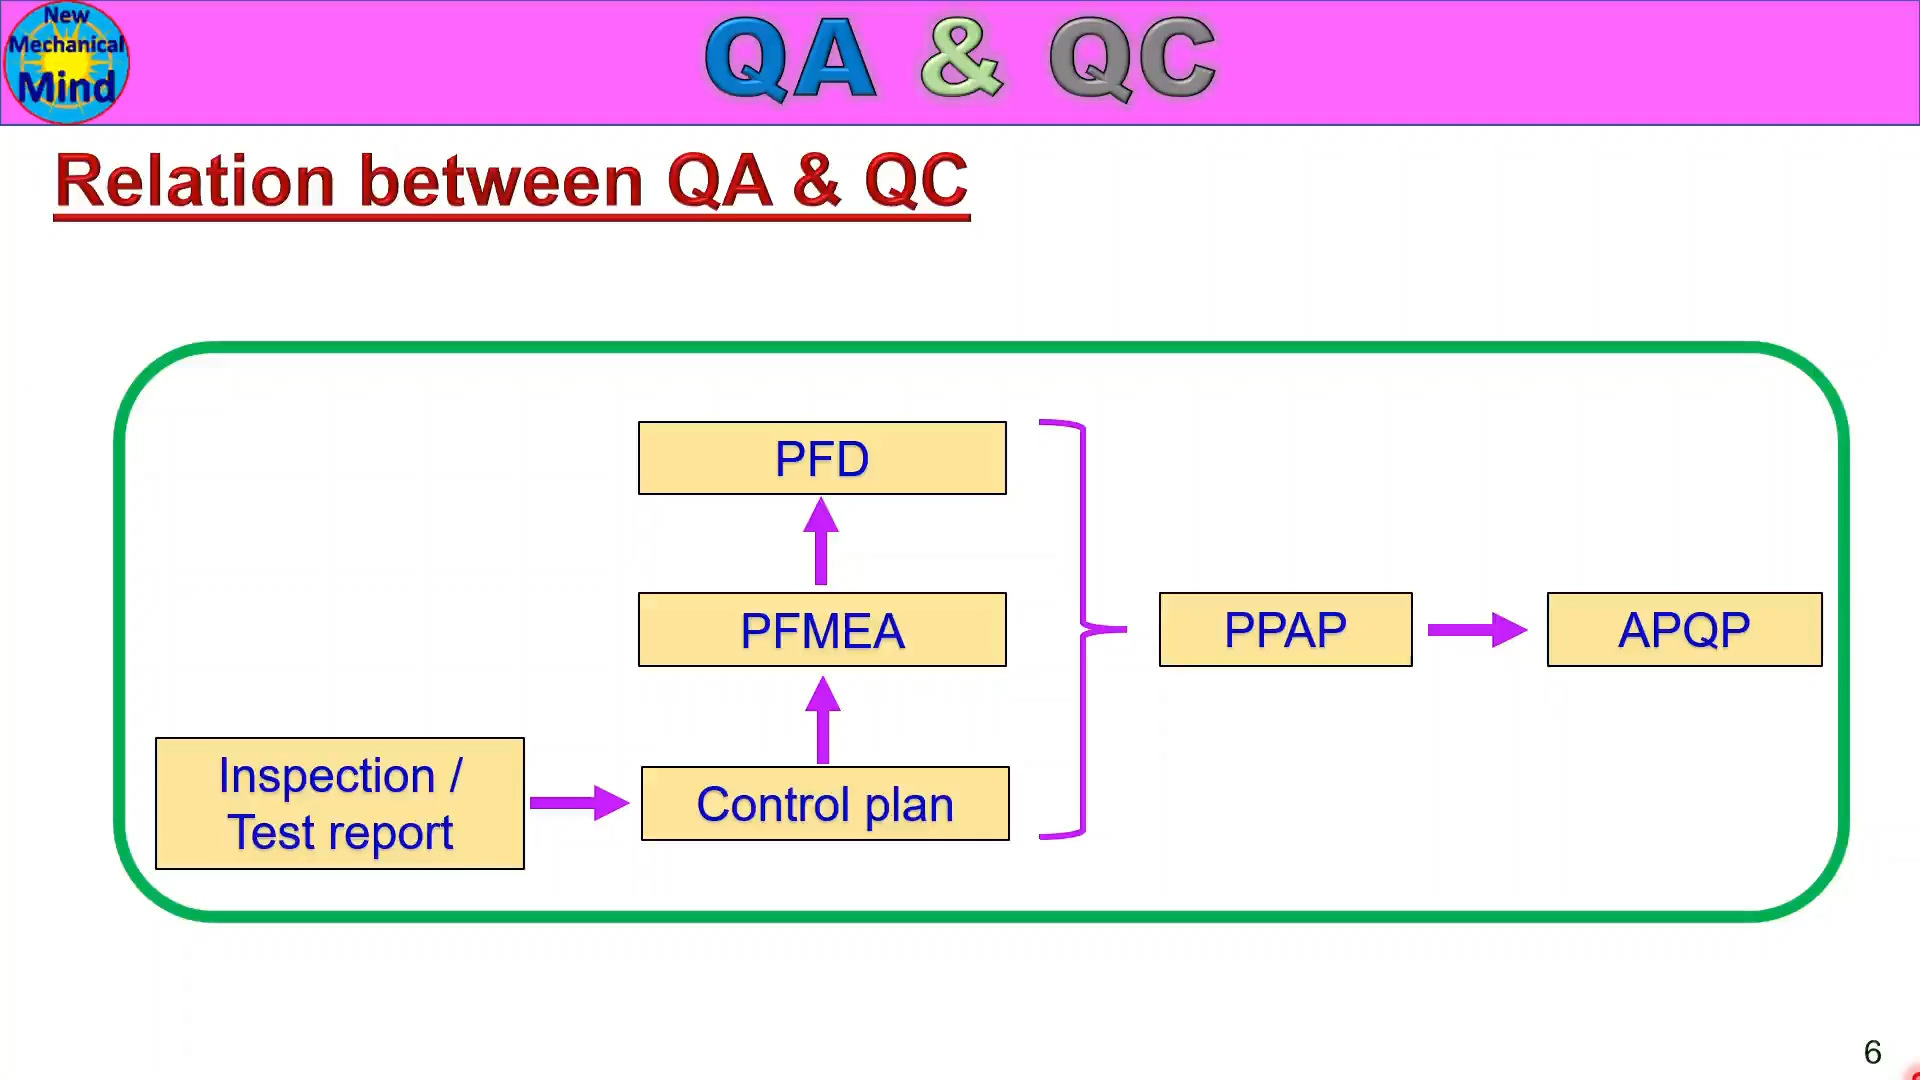 New
Mechanical
Mind
QA & QC
Relation between QA & QC
PFD
PFMEA
PPAP
APQP
Inspection /
Test report
Control plan
6